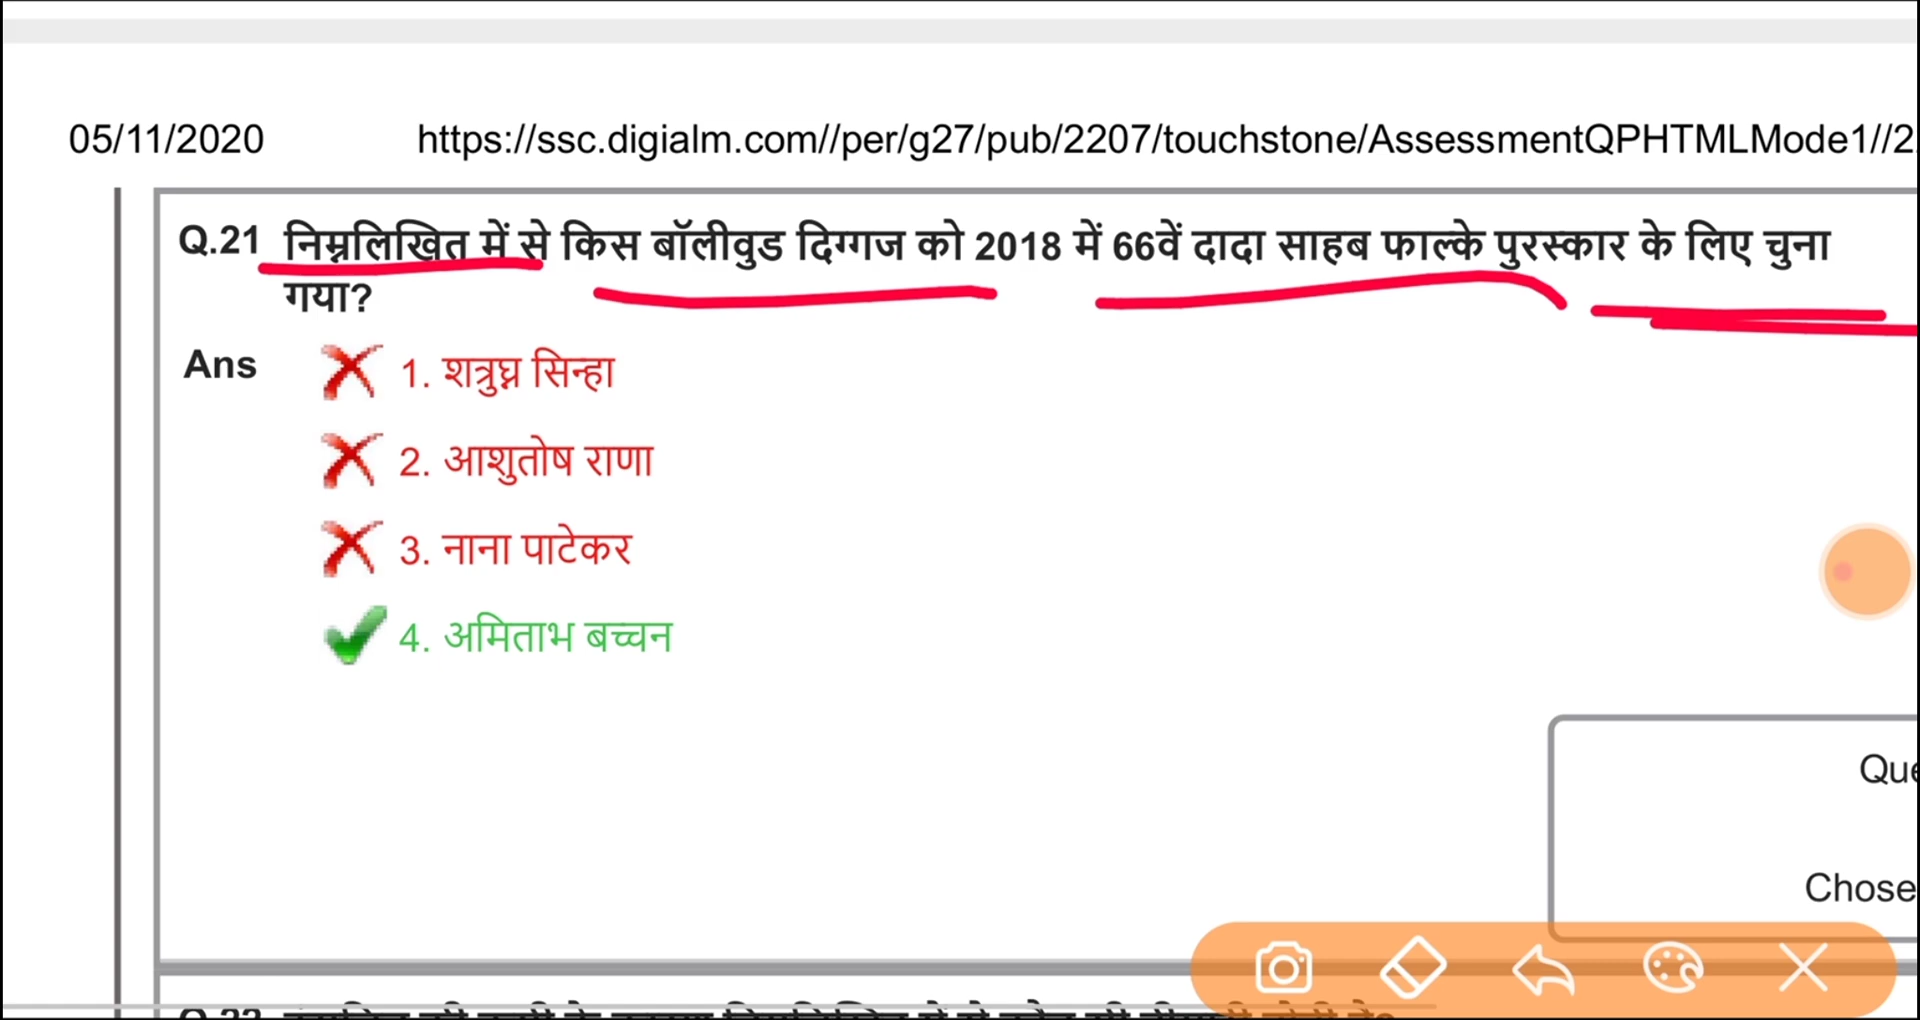 05/11/2020 https://ssc.digialm.com//per/g27/pub/2207/touchstone/AssessmentQPHTMLMode1//2
Q.21 निम्नलिखित में से किस बॉलीवुड दिग्गज को 2018 में 66वें दादा साहब फाल्के पुरस्कार के लिए चुना
गया?
Ans 1. शत्रुघ्न सिन्हा
2. आशुतोष राणा
3. नाना पाटेकर
4. अमिताभ बच्चन
Que
Chose